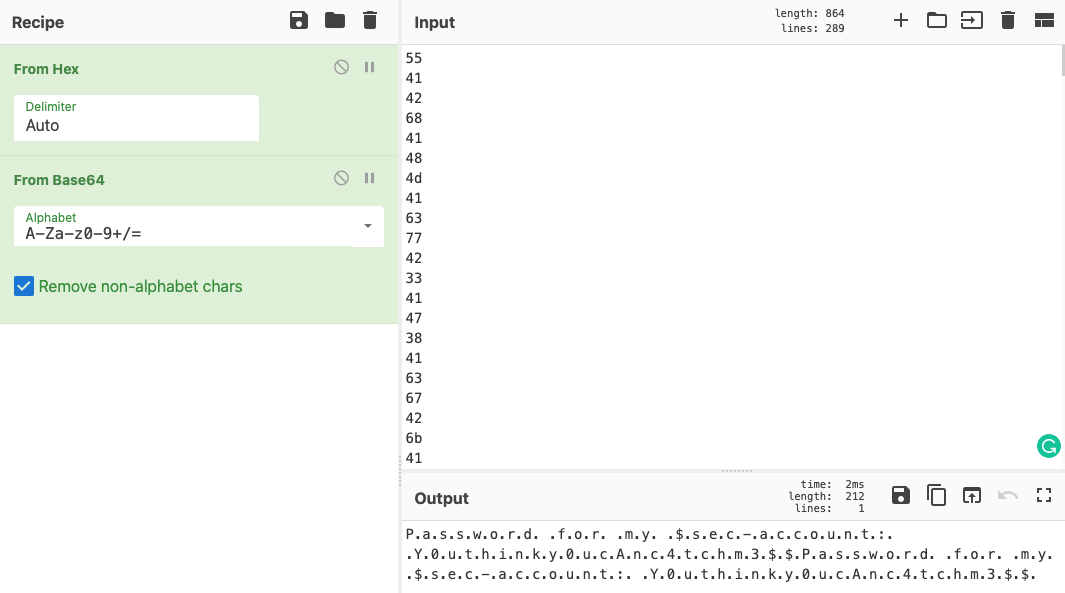 Recipe
Input
length: 864
lines: 289
From Hex
Delimiter
Auto
From Base64
Alphabet
A-Za-z0-9+/=
Remove non-alphabet chars
55
41
42
68
41
48
4d
41
63
77
42
33
41
47
38
41
63
67
42
6b
41
Output
time: 2ms
length: 212
lines: 1
P.a.s.s.w.o.r.d. .f.o.r. .m.y. .$.s.e.c.-.a.c.c.o.u.n.t.:.
.Y.0.u.t.h.i.n.k.y.0.u.c.A.n.c.4.t.c.h.m.3.$.$.P.a.s.s.w.o.r.d. .f.o.r. .m.y.
.$.s.e.c.-.a.c.c.o.u.n.t.:. .Y.0.u.t.h.i.n.k.y.0.u.c.A.n.c.4.t.c.h.m.3.$.$.